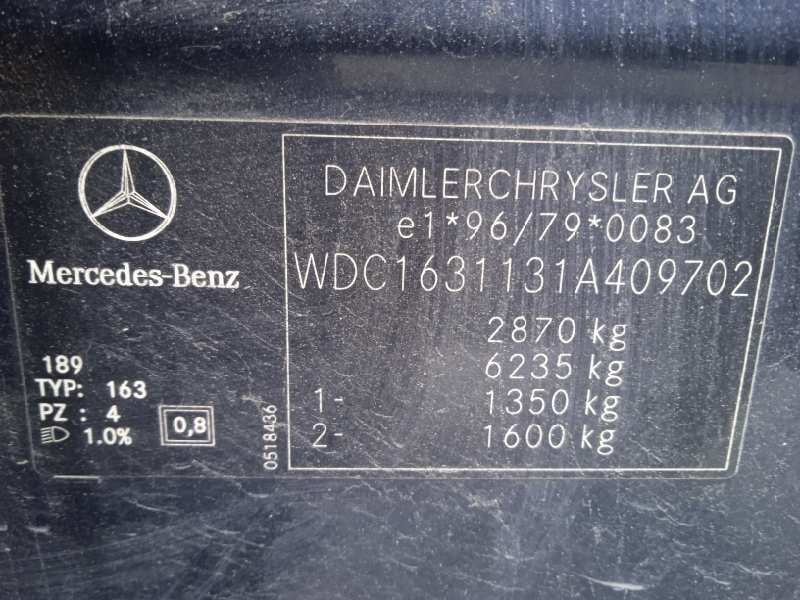 Mercedes-Benz
189
TYP: 163
PZ : 4
1.0%
0,8
0518436
DAIMLERCHRYSLER AG
e1*96/79*0083
WDC1631131A409702
2870 kg
6235 kg
1- 1350 kg
2- 1600 kg